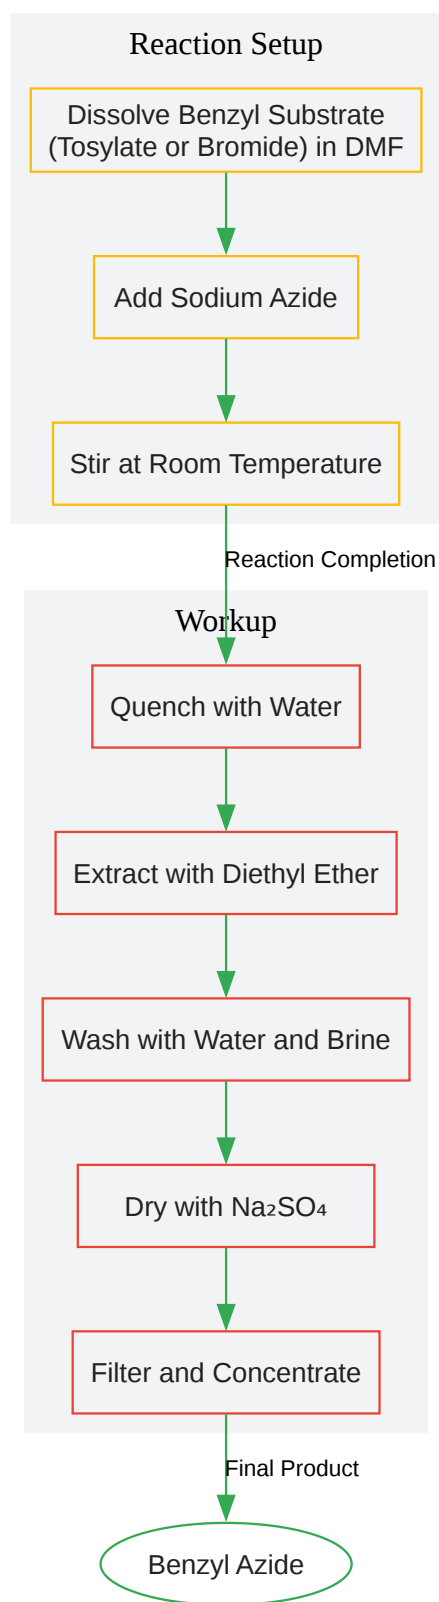 Reaction Setup
Dissolve Benzyl Substrate
(Tosylate or Bromide) in DMF
Add Sodium Azide
Stir at Room Temperature
Reaction Completion
Workup
Quench with Water
Extract with Diethyl Ether
Wash with Water and Brine
Dry with Na₂SO₄
Filter and Concentrate
Final Product
Benzyl Azide